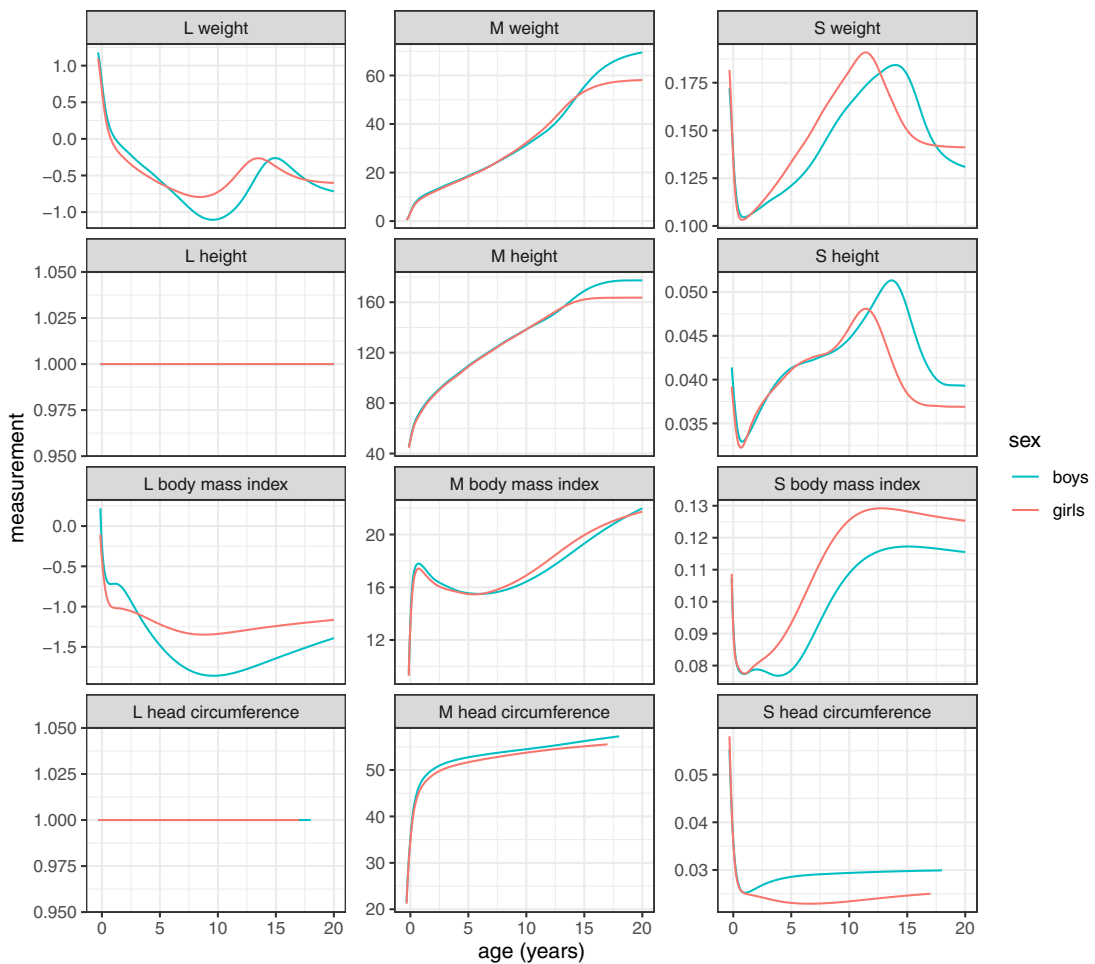 L weight
M weight
S weight
1.0
0.5
0.0
−0.5
−1.0
60
40
20
0
0.175
0.150
0.125
0.100
L height
M height
S height
1.050
1.025
1.000
0.975
0.950
160
120
80
40
0.050
0.045
0.040
0.035
L body mass index
M body mass index
S body mass index
0.0
−0.5
−1.0
−1.5
20
16
12
0.13
0.12
0.11
0.10
0.09
0.08
L head circumference
M head circumference
S head circumference
1.050
1.025
1.000
0.975
0.950
50
40
30
20
0.05
0.04
0.03
0 5 10 15 20
0 5 10 15 20
0 5 10 15 20
age (years)
measurement
sex
boys
girls